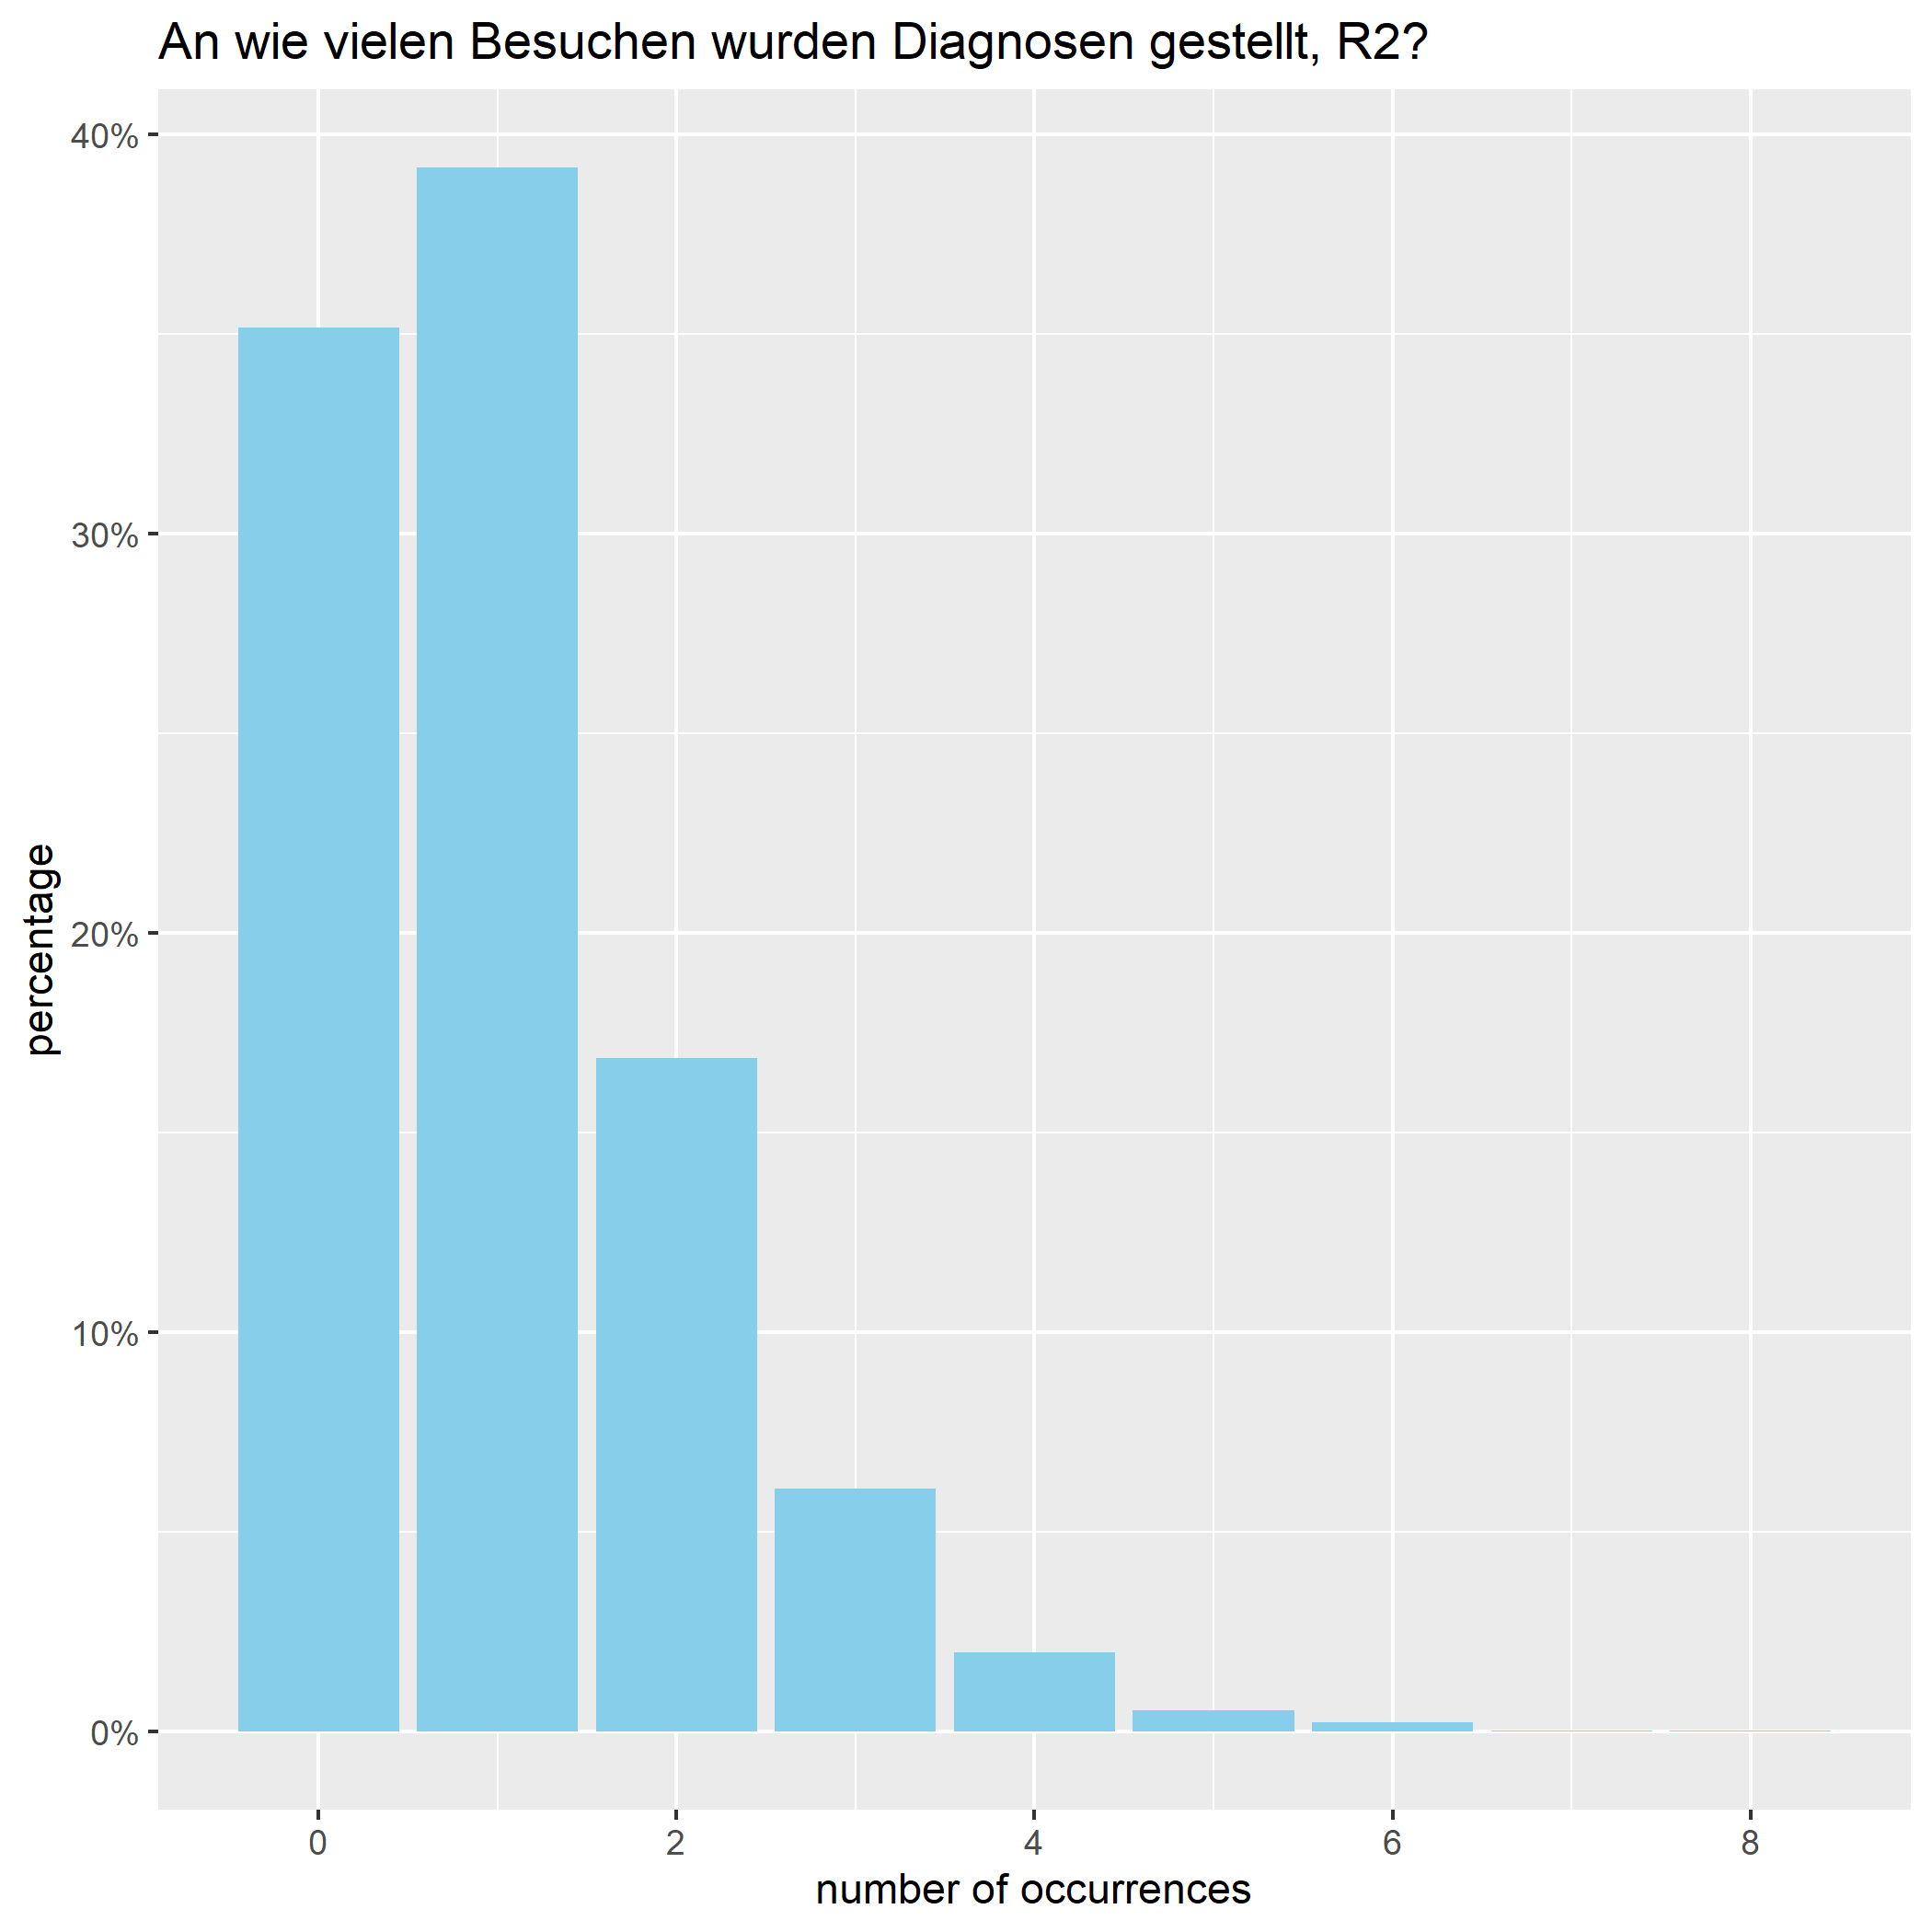 An wie vielen Besuchen wurden Diagnosen gestellt, R2?
40%
30%
20%
10%
0%
percentage
0 2 4 6 8
number of occurrences